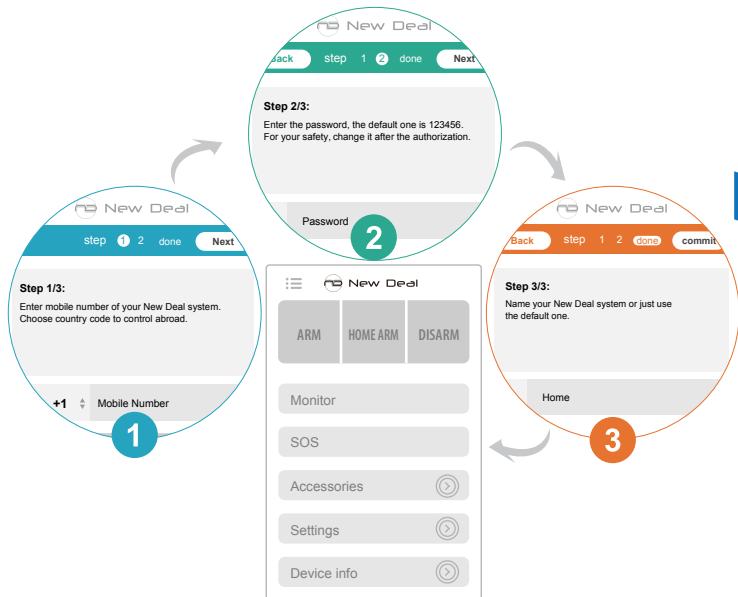 New Deal
Back step 1 2 done Next
Step 2/3:
Enter the password, the default one is 123456.
For your safety, change it after the authorization.
Password
2
New Deal
step 1 2 done Next
Step 1/3:
Enter mobile number of your New Deal system.
Choose country code to control abroad.
+1 Mobile Number
1
New Deal
Back step 1 2 done commit
Step 3/3:
Name your New Deal system or just use
the default one.
Home
3
New Deal
ARM HOME ARM DISARM
Monitor
SOS
Accessories
Settings
Device info